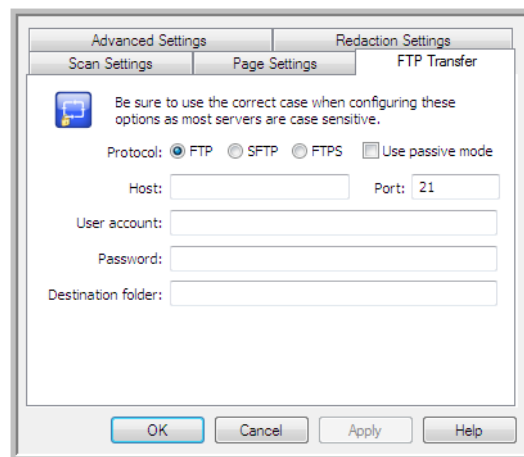 Advanced Settings Redaction Settings
Scan Settings Page Settings FTP Transfer
Be sure to use the correct case when configuring these
options as most servers are case sensitive.
Protocol: FTP SFTP FTPS Use passive mode
Host: Port: 21
User account:
Password:
Destination folder:
OK Cancel Apply Help